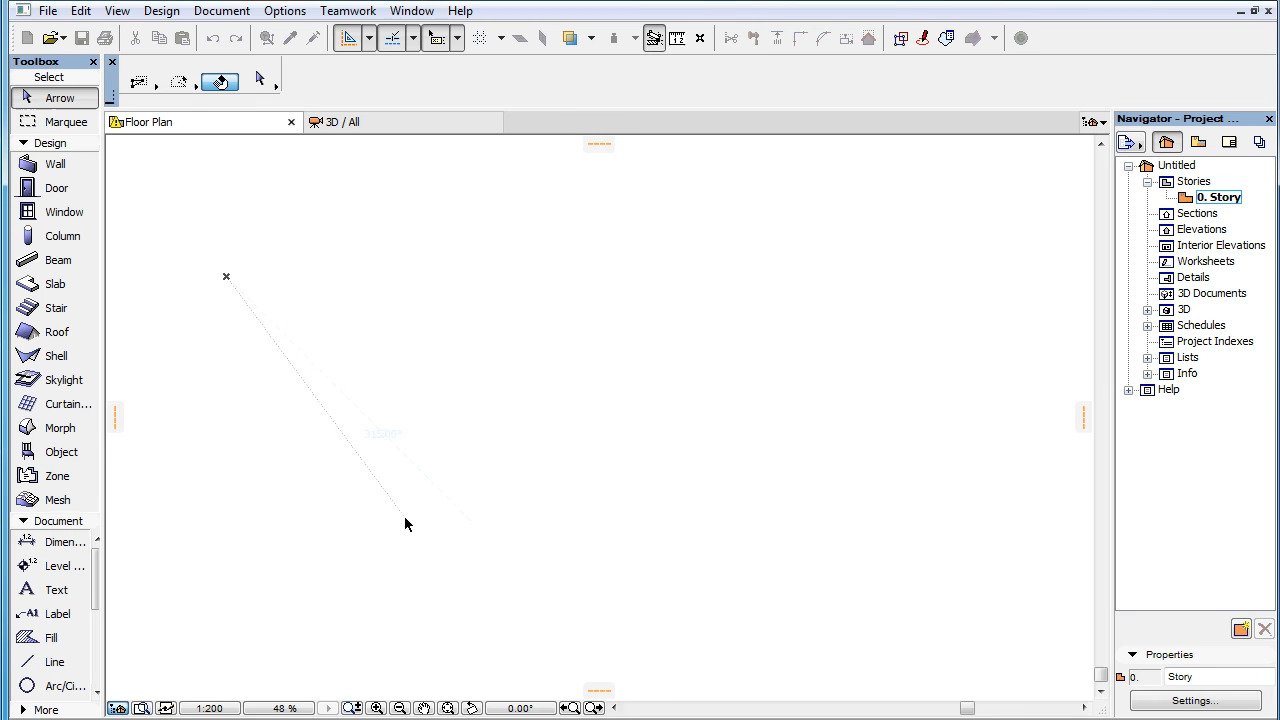 File Edit View Design Document Options Teamwork Window Help
Toolbox
Select
Arrow
Marquee
Design
Wall
Door
Window
Column
Beam
Slab
Stair
Roof
Shell
Skylight
Curtain...
Morph
Object
Zone
Mesh
Document
Dimen...
Level ...
Text
Label
Fill
Line
Arc/Ci...
More
Floor Plan
3D / All
1:200
48 %
0.00°
Navigator - Project ...
Untitled
Stories
0. Story
Sections
Elevations
Interior Elevations
Worksheets
Details
3D Documents
3D
Schedules
Project Indexes
Lists
Info
Help
Properties
0. Story
Settings...